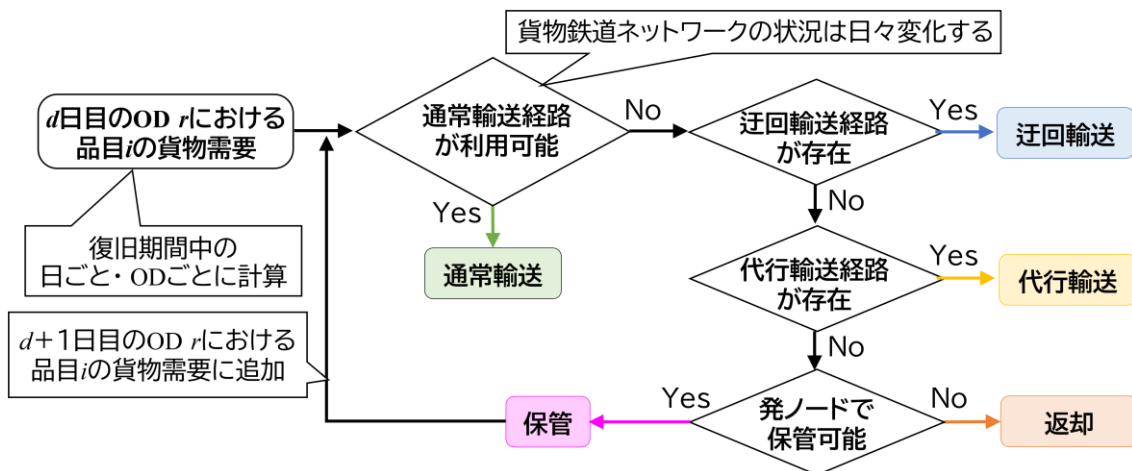 貨物鉄道ネットワークの状況は日々変化する
d日目のOD rにおける
品目iの貨物需要
通常輸送経路
が利用可能
No
迂回輸送経路
が存在
Yes
迂回輸送
Yes
通常輸送
No
復旧期間中の
日ごと・ODごとに計算
代行輸送経路
が存在
Yes
代行輸送
d+1日目のOD rにおける
品目iの貨物需要に追加
No
保管
Yes
発ノードで
保管可能
No
返却